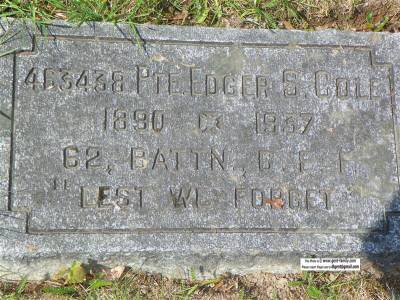 463438 PTE. EDGER S. COLE
1890 1937
62, BATTN, C. E. F.
"LEST WE FORGET"